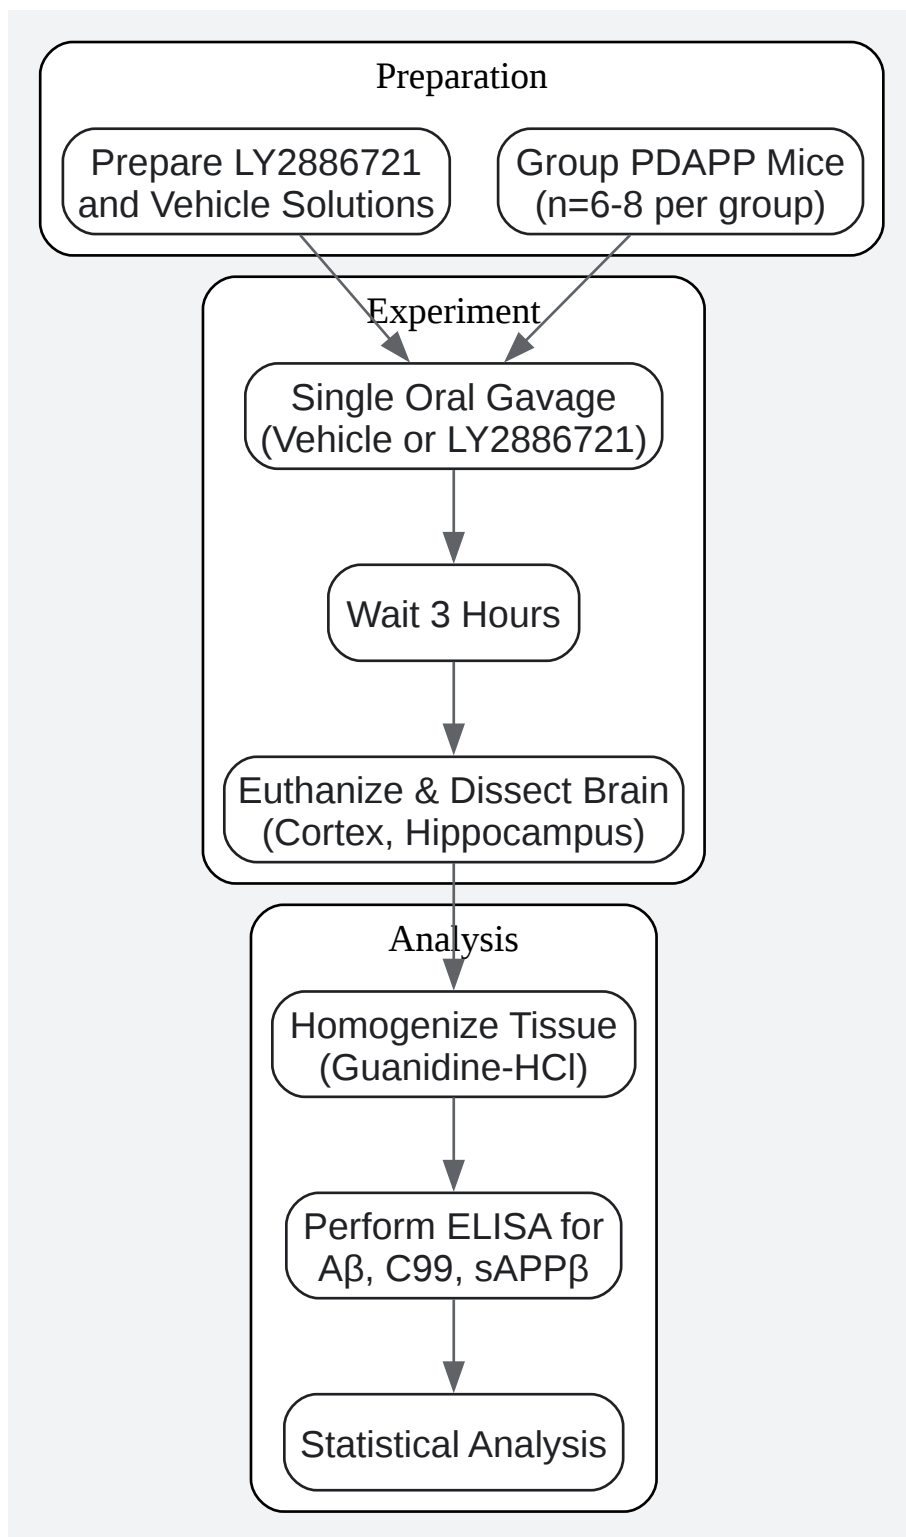 Preparation
Prepare LY2886721
and Vehicle Solutions
Group PDAPP Mice
(n=6-8 per group)
Experiment
Single Oral Gavage
(Vehicle or LY2886721)
Wait 3 Hours
Euthanize & Dissect Brain
(Cortex, Hippocampus)
Analysis
Homogenize Tissue
(Guanidine-HCl)
Perform ELISA for
Aβ, C99, sAPPβ
Statistical Analysis